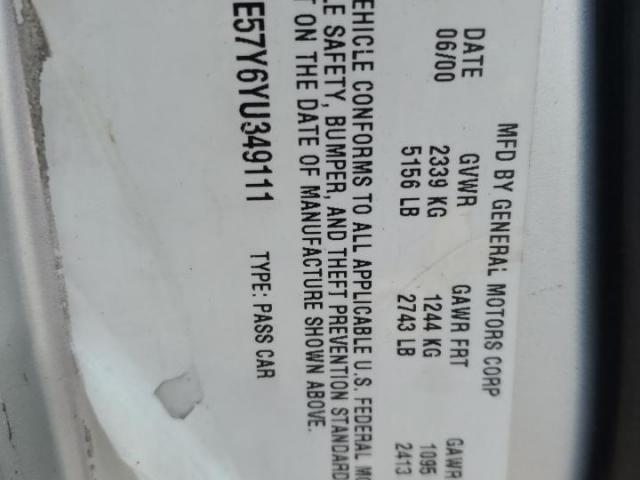 MFD BY GENERAL MOTORS CORP
DATE GVWR GAWR FRT GAWR
06/00 2339 KG 1244 KG 1095
5156 LB 2743 LB 2413
EHICLE CONFORMS TO ALL APPLICABLE U.S. FEDERAL MO
LE SAFETY, BUMPER, AND THEFT PREVENTION STANDARD
T ON THE DATE OF MANUFACTURE SHOWN ABOVE.
E57Y6YU349111 TYPE: PASS CAR